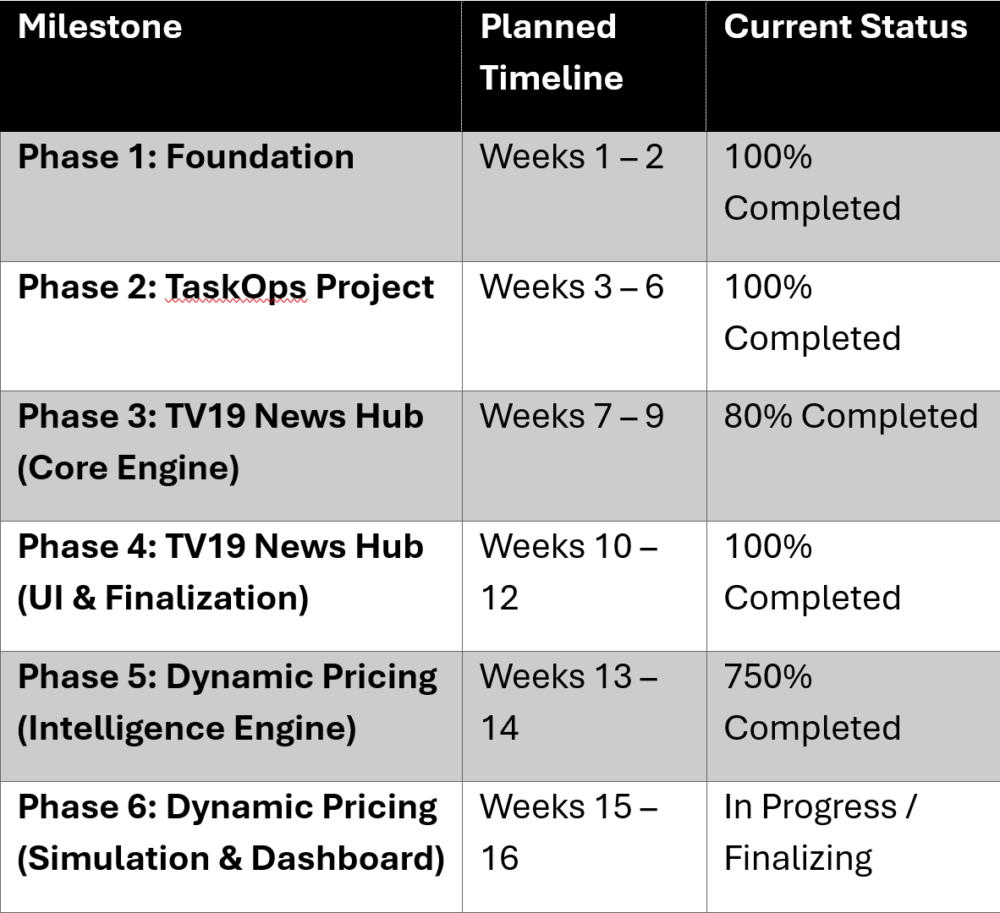 Milestone
Planned
Timeline
Current Status
Phase 1: Foundation
Weeks 1 – 2
100%
Completed
Phase 2: TaskOps Project
Weeks 3 – 6
100%
Completed
Phase 3: TV19 News Hub
(Core Engine)
Weeks 7 – 9
80% Completed
Phase 4: TV19 News Hub
(UI & Finalization)
Weeks 10 –
12
100%
Completed
Phase 5: Dynamic Pricing
(Intelligence Engine)
Weeks 13 –
14
750%
Completed
Phase 6: Dynamic Pricing
(Simulation & Dashboard)
Weeks 15 –
16
In Progress /
Finalizing